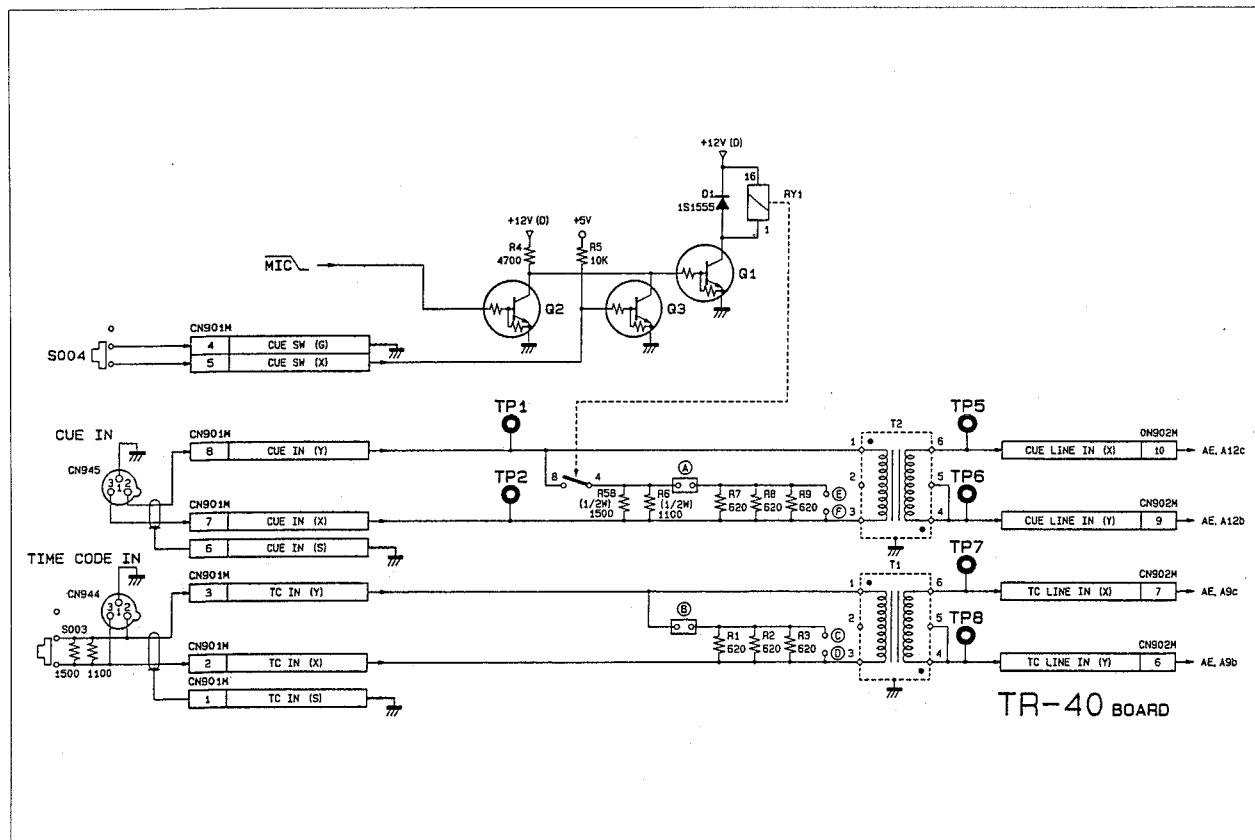 +12V (D)
16
D1
1S1555
RY1
1
+12V (D)
+5V
R4
4700
R5
10K
MIC
Q2
Q3
Q1
S004
CN901M
4 CUE SW (G)
5 CUE SW (X)
CUE IN
CN945
3 1 2
CN901M
8 CUE IN (Y)
CN901M
7 CUE IN (X)
6 CUE IN (S)
TP1
TP2
8
4
A
R58
(1/2W)
1500
R6
(1/2W)
1100
R7
620
R8
620
R9
620
E
F
T2
1
2
3
6
5
4
TP5
TP6
CN902M
CUE LINE IN (X) 10 AE, A12c
CN902M
CUE LINE IN (Y) 9 AE, A12b
TIME CODE IN
CN944
3 1 2
S003
1500 1100
CN901M
3 TC IN (Y)
CN901M
2 TC IN (X)
CN901M
1 TC IN (S)
B
R1
620
R2
620
R3
620
C
D
T1
1
2
3
6
5
4
TP7
TP8
CN902M
TC LINE IN (X) 7 AE, A9c
CN902M
TC LINE IN (Y) 6 AE, A9b
TR-40 BOARD